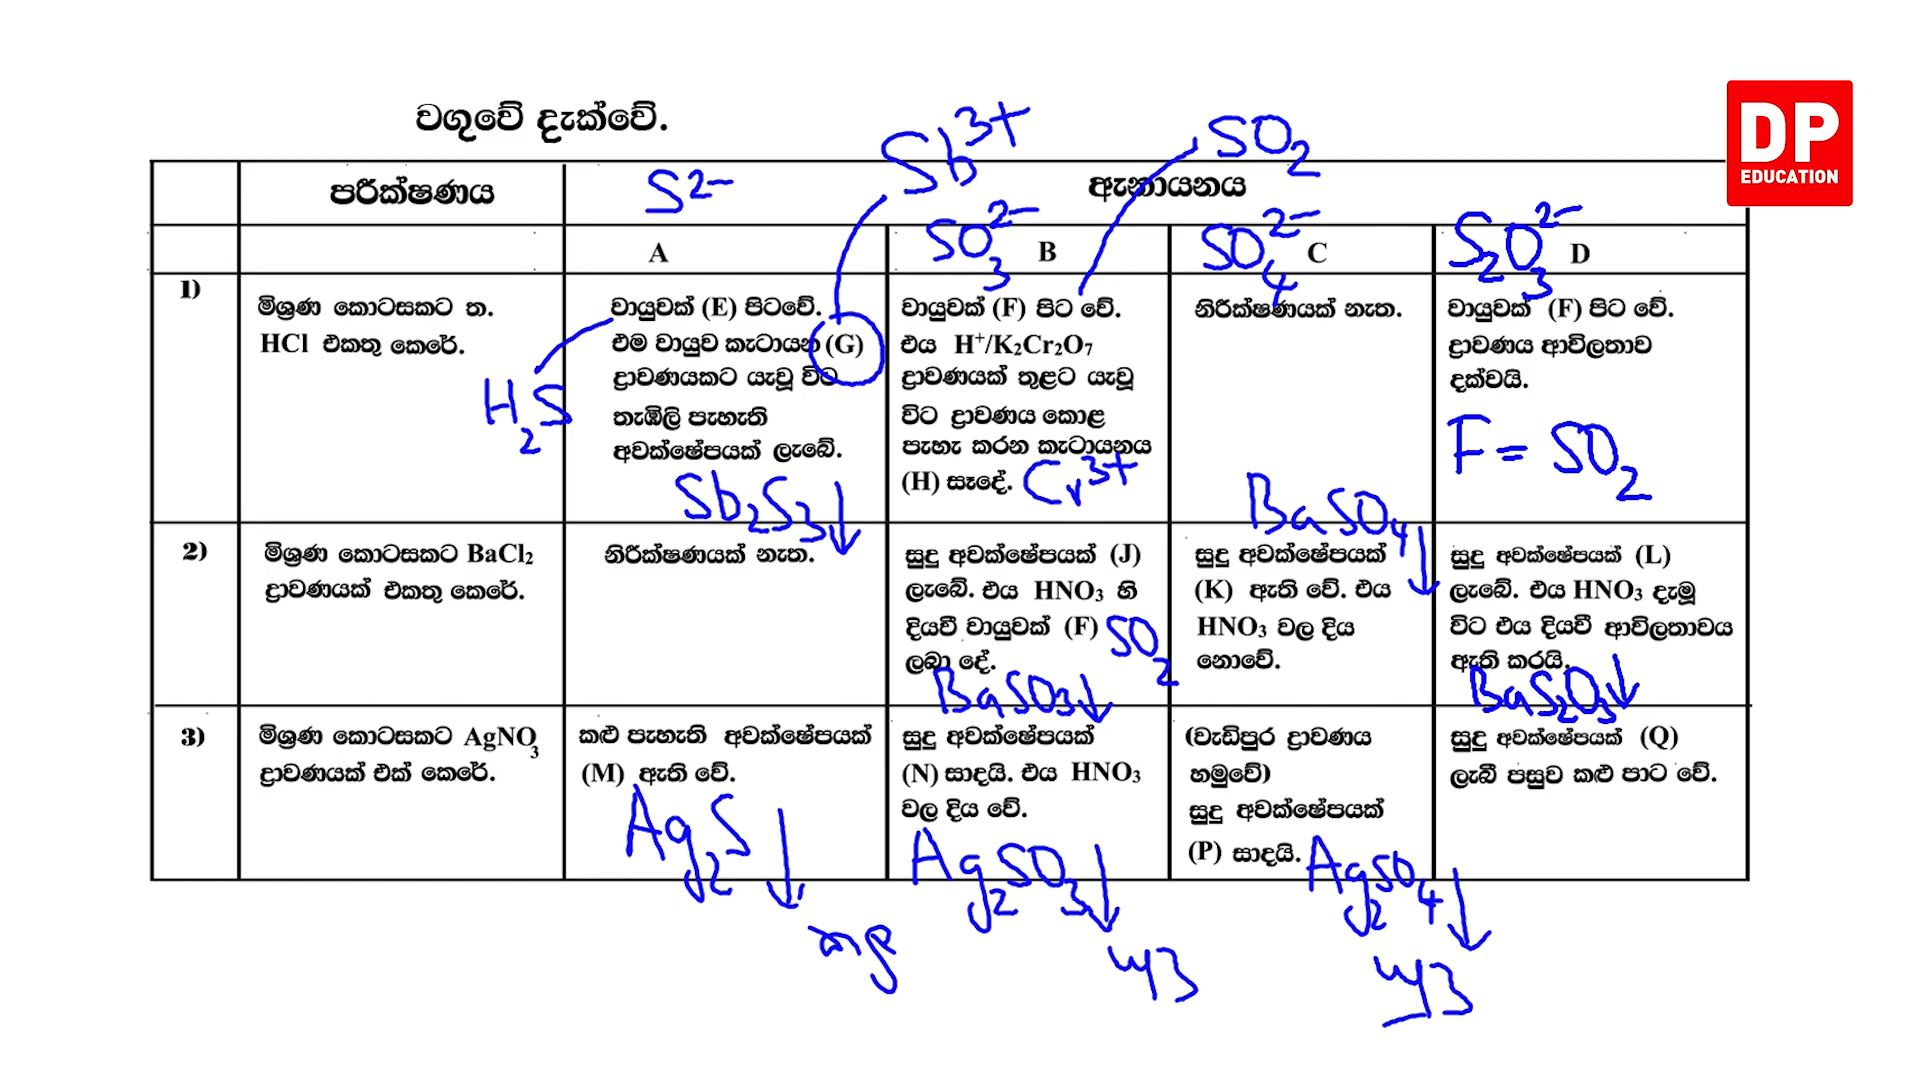 වගුවේ දැක්වේ.
DP
EDUCATION
Sb³⁺
SO₂
පරීක්ෂණය
S²⁻
ඇනායනය
A
SO₃²⁻ B
SO₄²⁻ C
S₂O₃²⁻ D
1)
මිශ්‍රණ කොටසකට ත.
HCl එකතු කෙරේ.
වායුවක් (E) පිටවේ.
එම වායුව කැටායන (G)
ද්‍රාවණයකට යැවූ විට
තැඹිලි පැහැති
අවක්ෂේපයක් ලැබේ.
H₂S
Sb₂S₃↓
වායුවක් (F) පිට වේ.
එය H⁺/K₂Cr₂O₇
ද්‍රාවණයක් තුළට යැවූ
විට ද්‍රාවණය කොළ
පැහැ කරන කැටායනය
(H) සෑදේ. Cr³⁺
නිරීක්ෂණයක් නැත.
වායුවක් (F) පිට වේ.
ද්‍රාවණය ආවිලතාව
දක්වයි.
F = SO₂
2)
මිශ්‍රණ කොටසකට BaCl₂
ද්‍රාවණයක් එකතු කෙරේ.
නිරීක්ෂණයක් නැත.
සුදු අවක්ෂේපයක් (J)
ලැබේ. එය HNO₃ හි
දියවී වායුවක් (F) SO₂
ලබා දේ.
BaSO₃↓
BaSO₄↓
සුදු අවක්ෂේපයක්
(K) ඇති වේ. එය
HNO₃ වල දිය
නොවේ.
සුදු අවක්ෂේපයක් (L)
ලැබේ. එය HNO₃ දැමූ
විට එය දියවී ආවිලතාවය
ඇති කරයි.
BaS₂O₃↓
3)
මිශ්‍රණ කොටසකට AgNO₃
ද්‍රාවණයක් එක් කෙරේ.
කළු පැහැති අවක්ෂේපයක්
(M) ඇති වේ.
Ag₂S↓
කළු
සුදු අවක්ෂේපයක්
(N) සාදයි. එය HNO₃
වල දිය වේ.
Ag₂SO₃↓
(වැඩිපුර ද්‍රාවණය
හමුවේ)
සුදු අවක්ෂේපයක්
(P) සාදයි.
Ag₂SO₄↓
සුදු අවක්ෂේපයක් (Q)
ලැබී පසුව කළු පාට වේ.